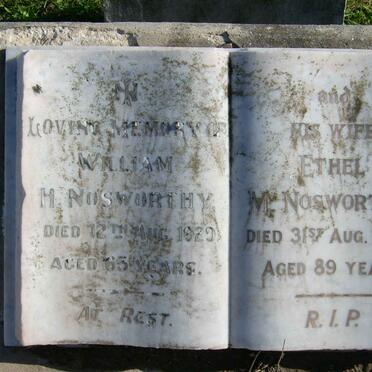 IN
LOVING MEMORY OF
WILLIAM
H. NOSWORTHY
DIED 12TH AUG. 1929
AGED 65 YEARS.
AT REST.
and
HIS WIFE
ETHEL
M. NOSWORT
DIED 31ST AUG.
AGED 89 YEA
R.I.P.